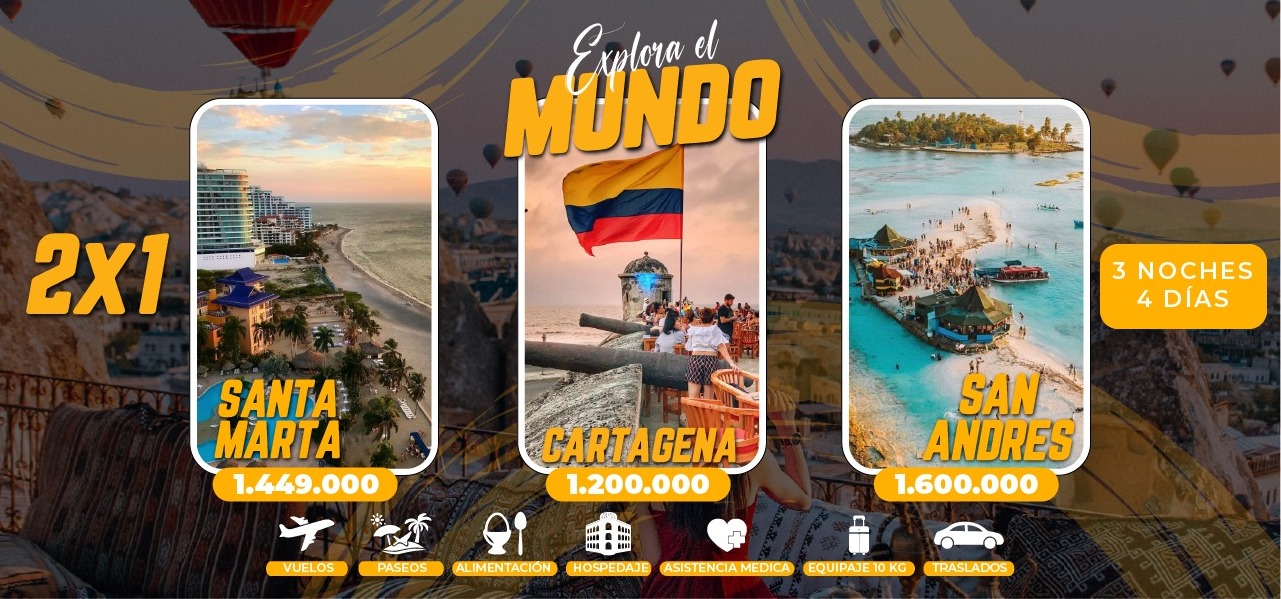 Explora el
MUNDO
2x1
SANTA
MARTA
1.449.000
CARTAGENA
1.200.000
SAN
ANDRES
1.600.000
3 NOCHES
4 DÍAS
VUELOS
PASEOS
ALIMENTACIÓN
HOSPEDAJE
ASISTENCIA MEDICA
EQUIPAJE 10 KG
TRASLADOS